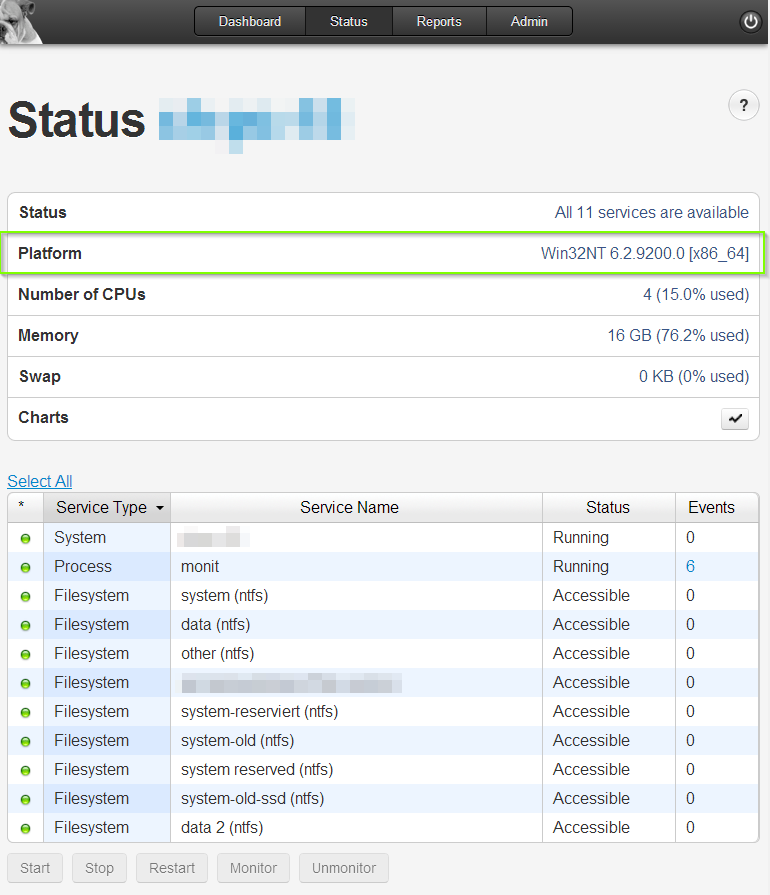 Dashboard Status Reports Admin
Status
?
Status All 11 services are available
Platform Win32NT 6.2.9200.0 [x86_64]
Number of CPUs 4 (15.0% used)
Memory 16 GB (76.2% used)
Swap 0 KB (0% used)
Charts
Select All
* Service Type Service Name Status Events
System Running 0
Process monit Running 6
Filesystem system (ntfs) Accessible 0
Filesystem data (ntfs) Accessible 0
Filesystem other (ntfs) Accessible 0
Filesystem Accessible 0
Filesystem system-reserviert (ntfs) Accessible 0
Filesystem system-old (ntfs) Accessible 0
Filesystem system reserved (ntfs) Accessible 0
Filesystem system-old-ssd (ntfs) Accessible 0
Filesystem data 2 (ntfs) Accessible 0
Start Stop Restart Monitor Unmonitor